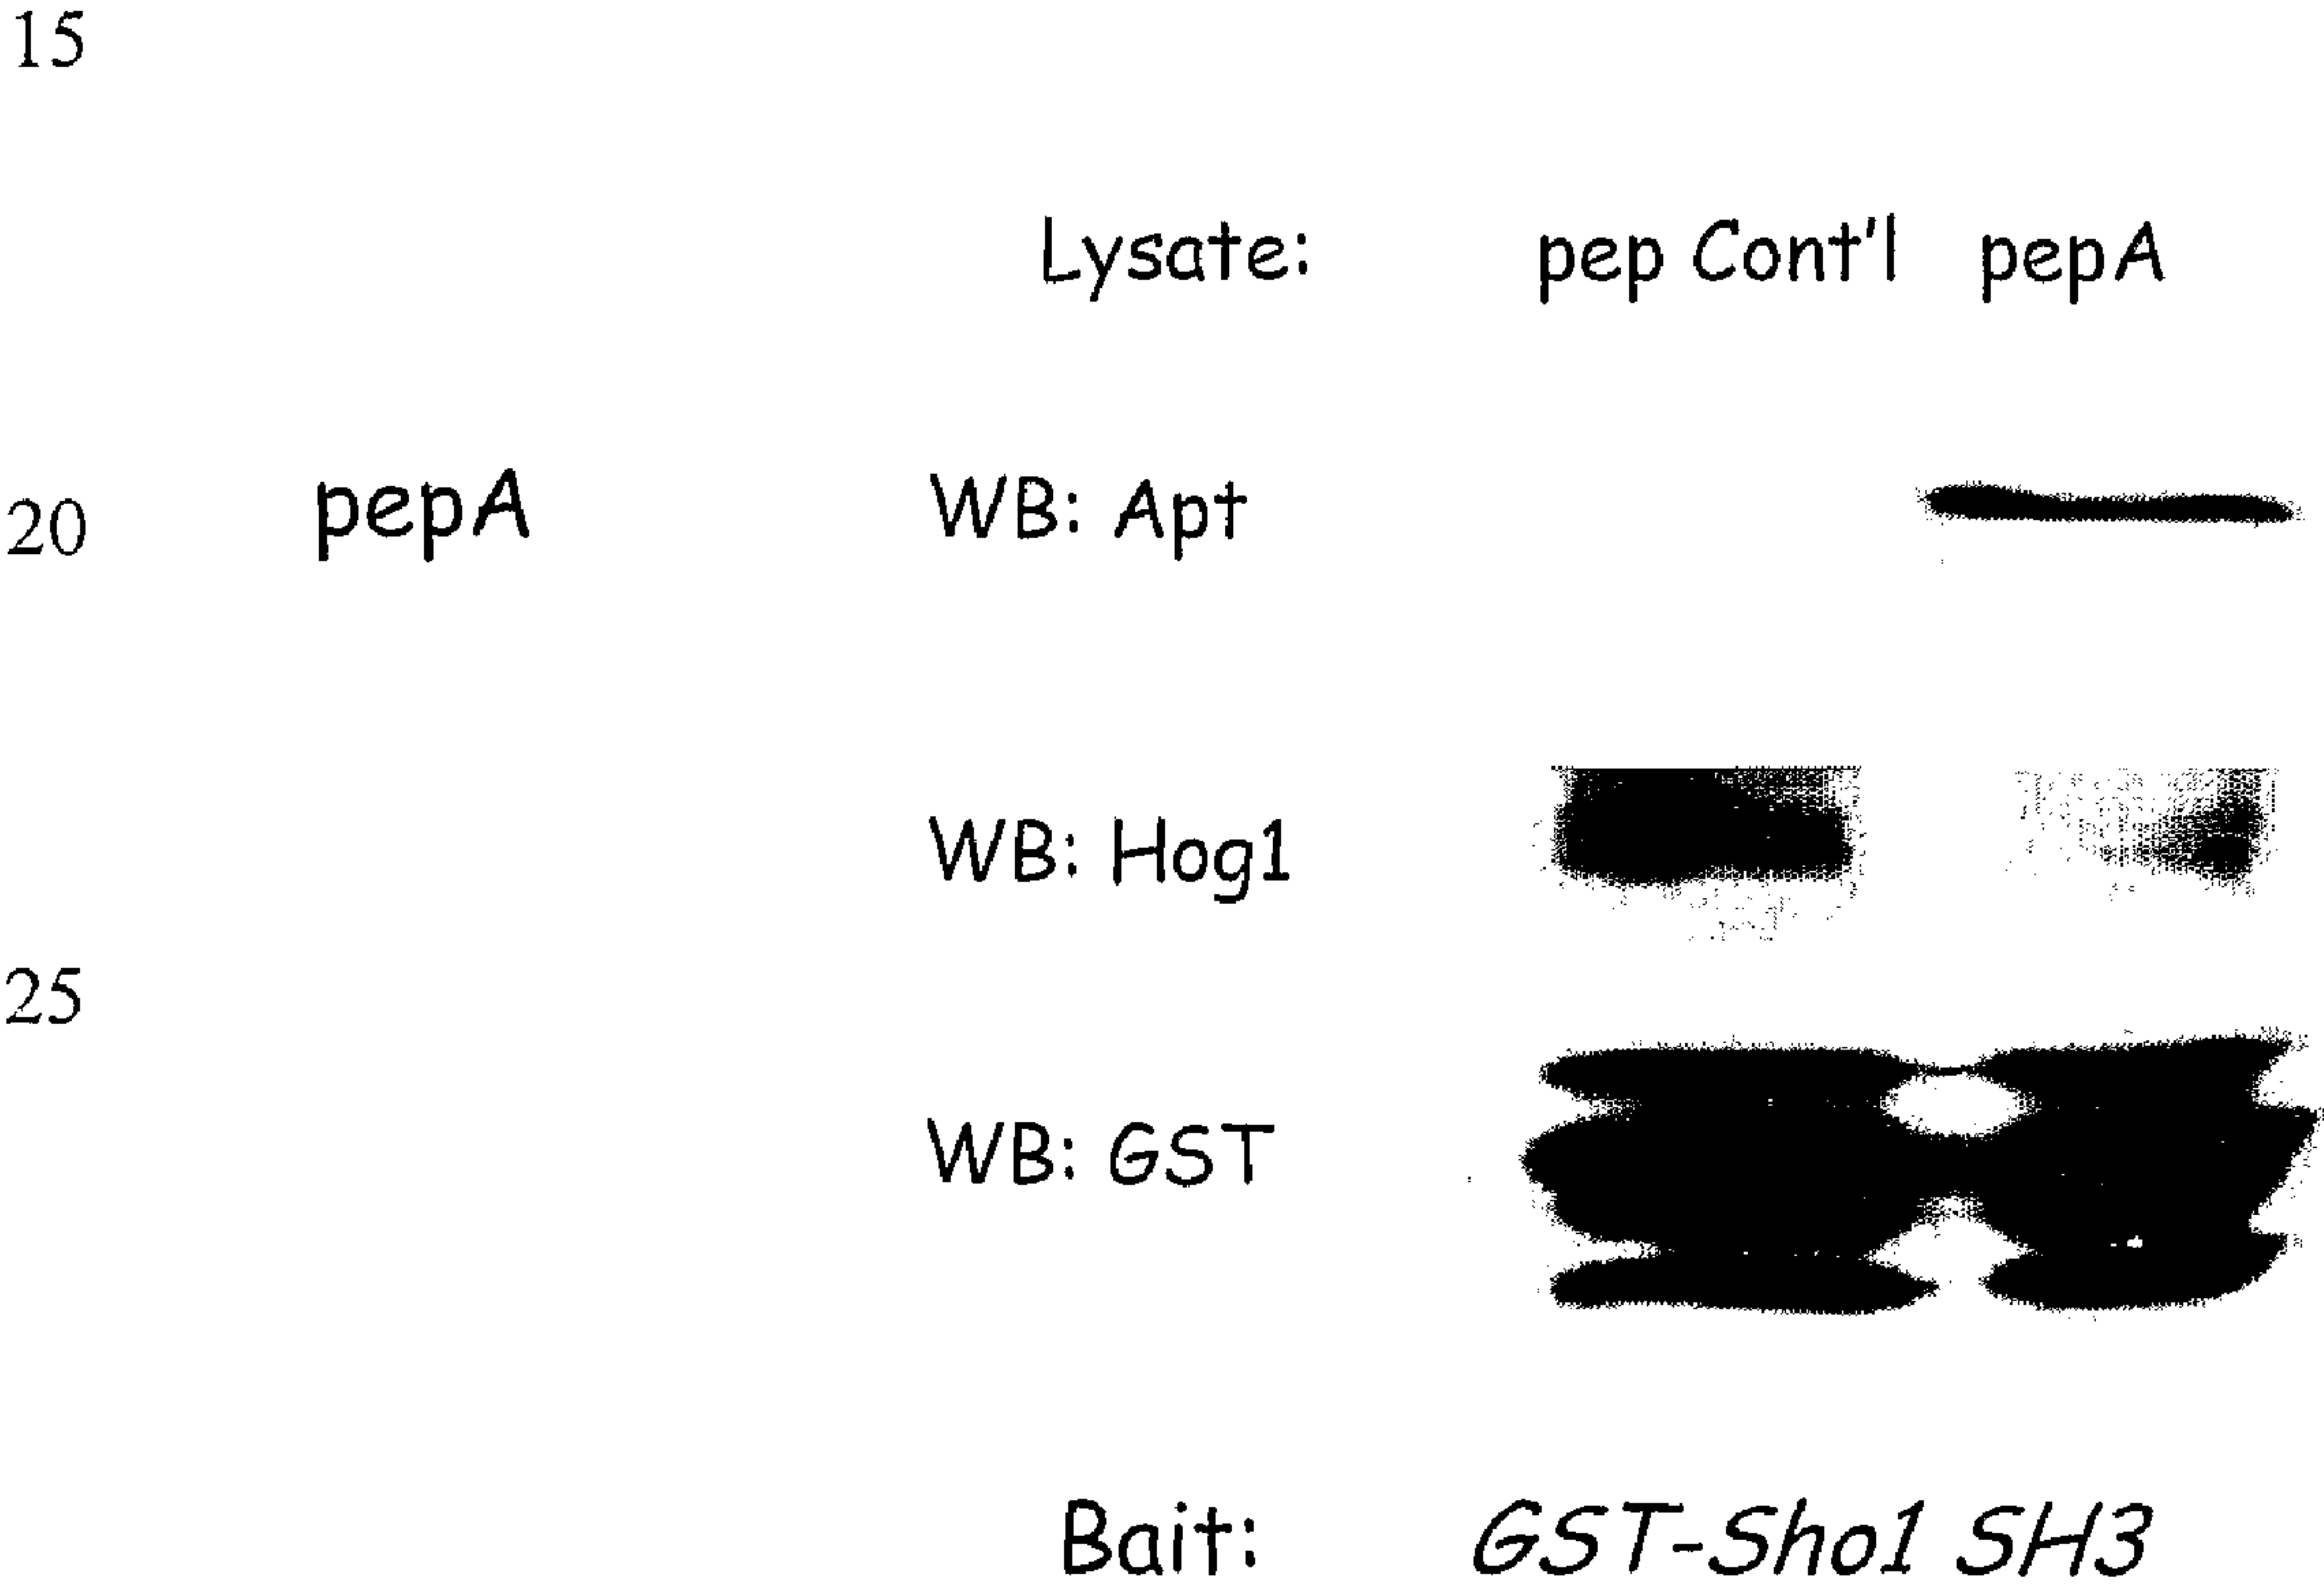 15
Lysate: pep Cont'l pepA
20 pepA WB: Apt
WB: Hog1
25
WB: GST
Bait: GST-Sho1 SH3